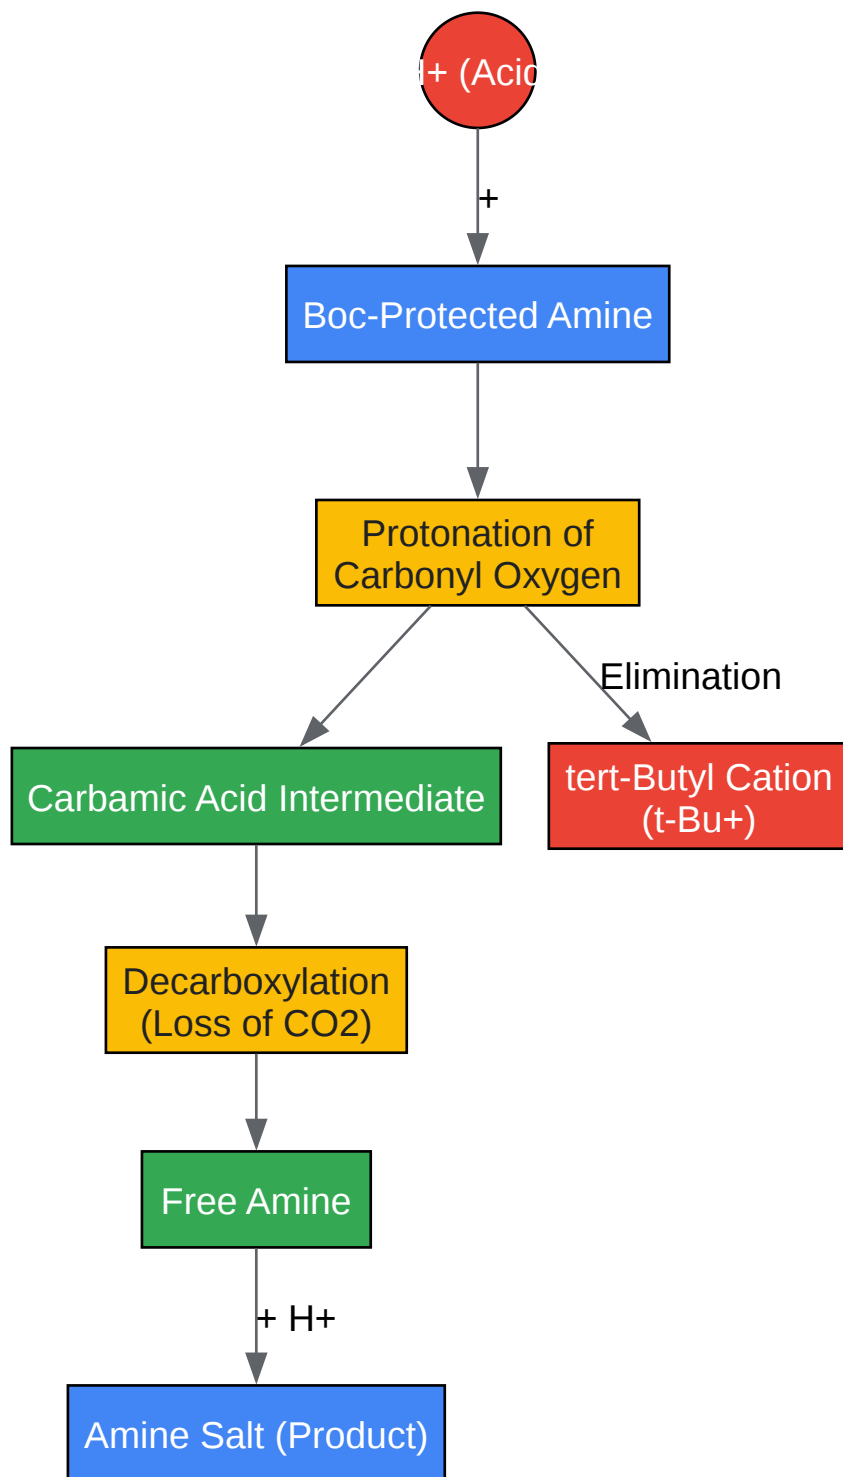 H+ (Acid
+
Boc-Protected Amine
Protonation of
Carbonyl Oxygen
Elimination
Carbamic Acid Intermediate
tert-Butyl Cation
(t-Bu+)
Decarboxylation
(Loss of CO2)
Free Amine
+ H+
Amine Salt (Product)